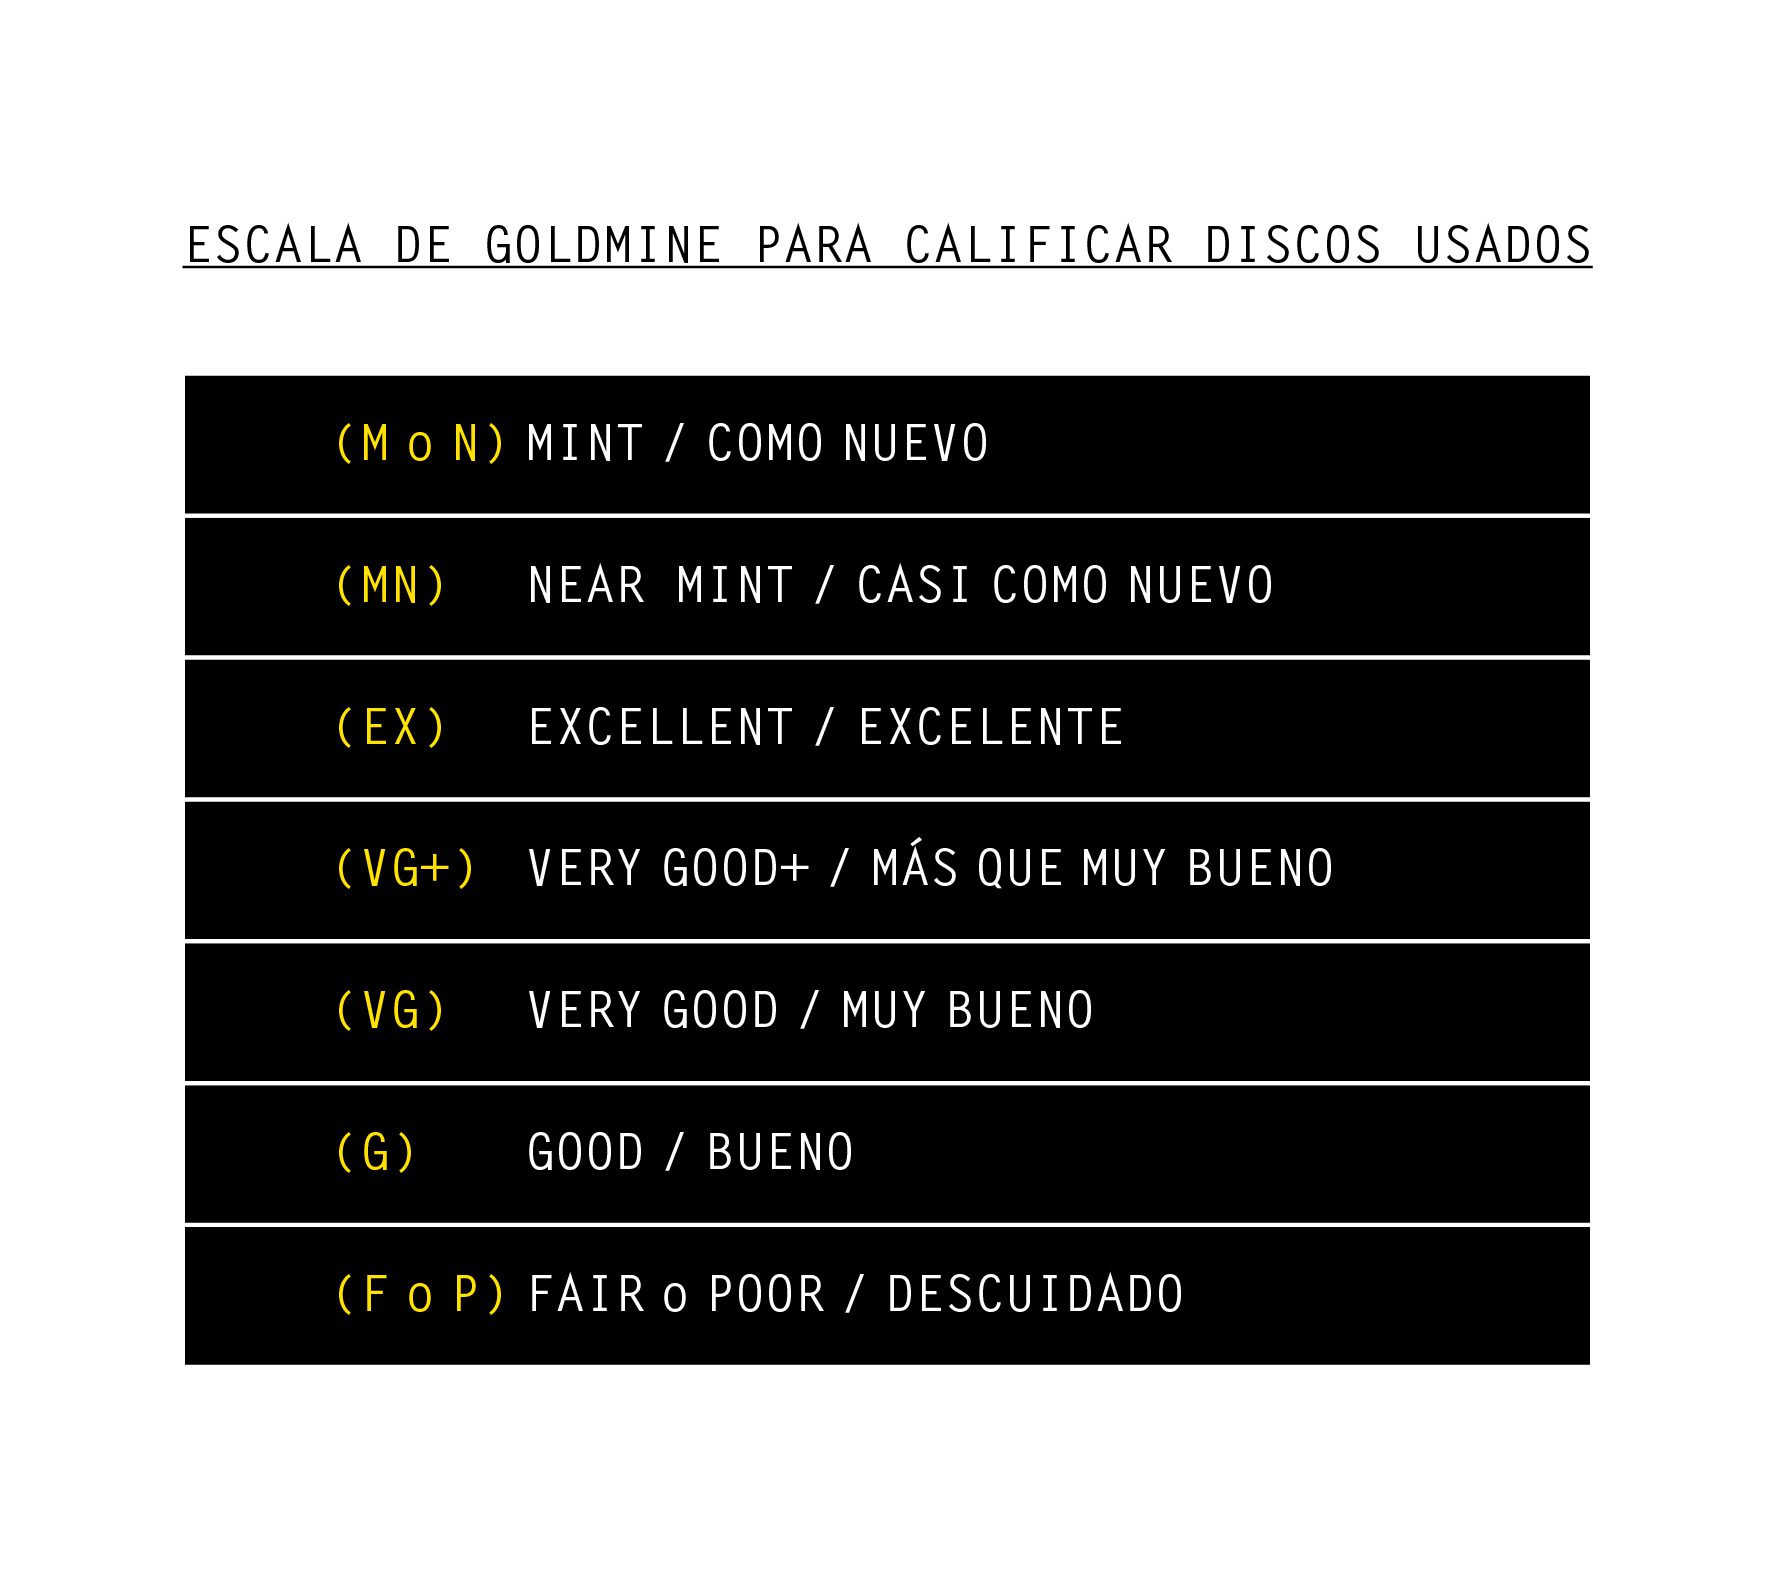 ESCALA DE GOLDMINE PARA CALIFICAR DISCOS USADOS
(M o N) MINT / COMO NUEVO
(MN) NEAR MINT / CASI COMO NUEVO
(EX) EXCELLENT / EXCELENTE
(VG+) VERY GOOD+ / MÁS QUE MUY BUENO
(VG) VERY GOOD / MUY BUENO
(G) GOOD / BUENO
(F o P) FAIR o POOR / DESCUIDADO